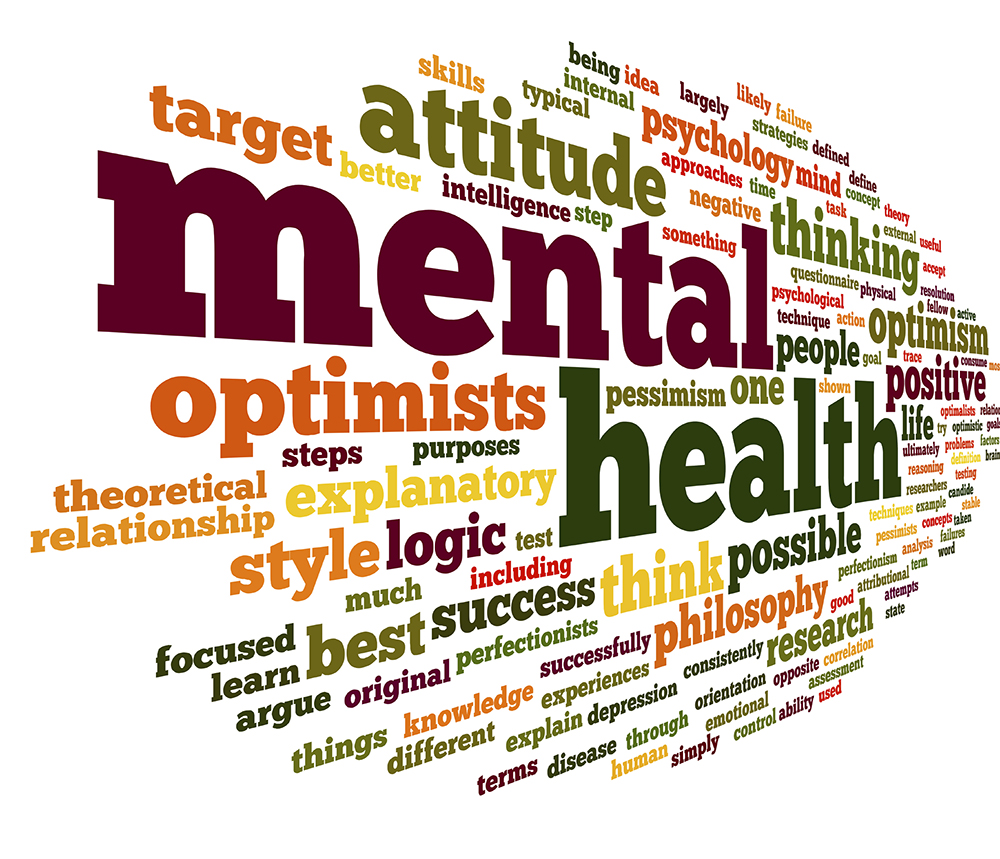 being
idea
skills
internal
largely
likely
failure
typical
target
attitude
psychology
strategies
defined
better
approaches
mind
define
intelligence
step
time
concept
negative
task
theory
mental
something
thinking
external
useful
accept
questionnaire
physical
psychological
resolution
technique
action
fellow
active
optimism
people
goal
trace
consume
optimists
pessimism
one
shown
positive
health
life
optimalists
try
optimistic
goals
steps
purposes
ultimately
problems
factors
theoretical
explanatory
reasoning
definition
brain
testing
relationship
researchers
candide
style
logic
test
techniques
example
stable
including
think
possible
pessimists
concepts
taken
analysis
failures
much
success
perfectionism
term
word
focused
best
philosophy
good
attributional
attempts
learn
perfectionists
research
state
argue
original
successfully
consistently
correlation
knowledge
experiences
opposite
assessment
things
different
explain
depression
orientation
emotional
ability
used
through
control
terms
disease
human
simply